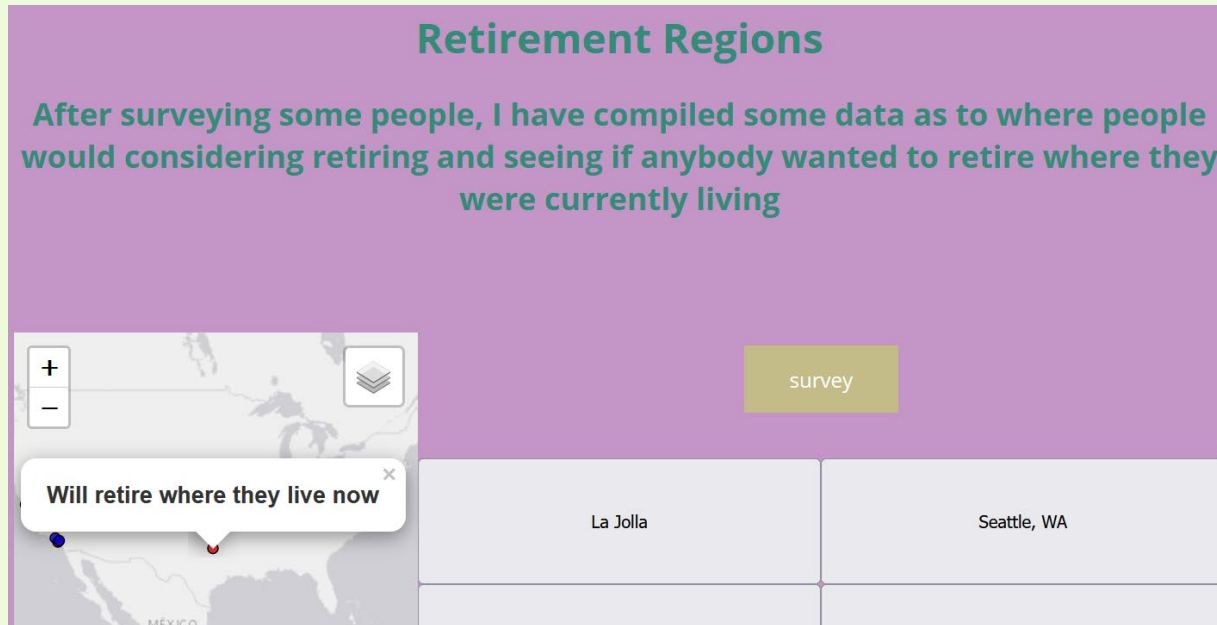 Retirement Regions
After surveying some people, I have compiled some data as to where people
would considering retiring and seeing if anybody wanted to retire where they
were currently living
+
−
survey
×
Will retire where they live now
La Jolla
Seattle, WA
MÉXICO